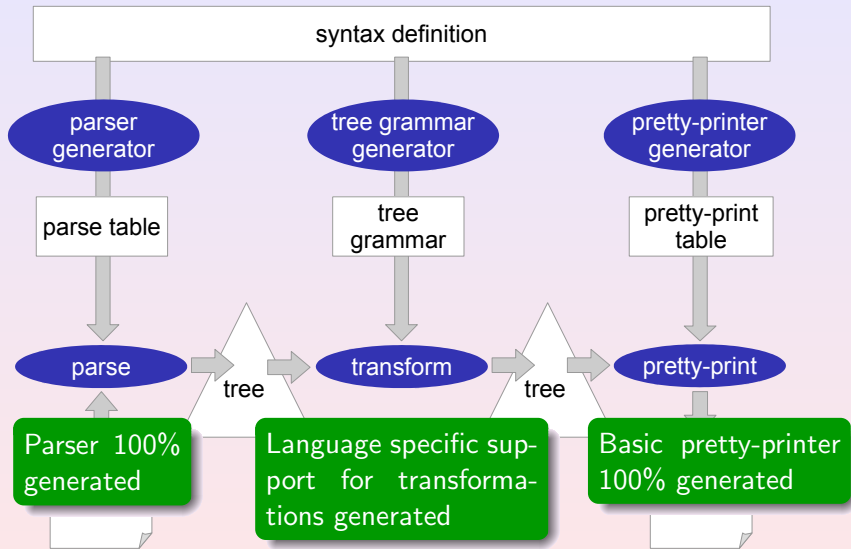 syntax definition
parser
generator
tree grammar
generator
pretty-printer
generator
parse table
tree
grammar
pretty-print
table
parse
tree
transform
tree
pretty-print
Parser 100%
generated
Language specific sup-
port for transforma-
tions generated
Basic pretty-printer
100% generated